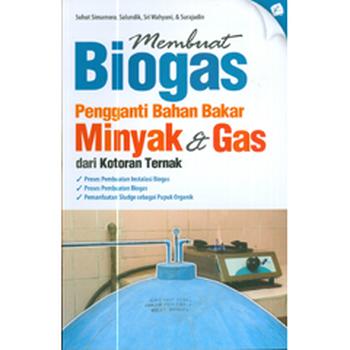 Suhut Simamora, Salundik, Sri Wahyuni, & Surajudin
Membuat
Biogas
Pengganti Bahan Bakar
Minyak & Gas
dari Kotoran Ternak
✓ Proses Pembuatan Instalasi Biogas
✓ Proses Pembuatan Biogas
✓ Pemanfaatan Sludge sebagai Pupuk Organik